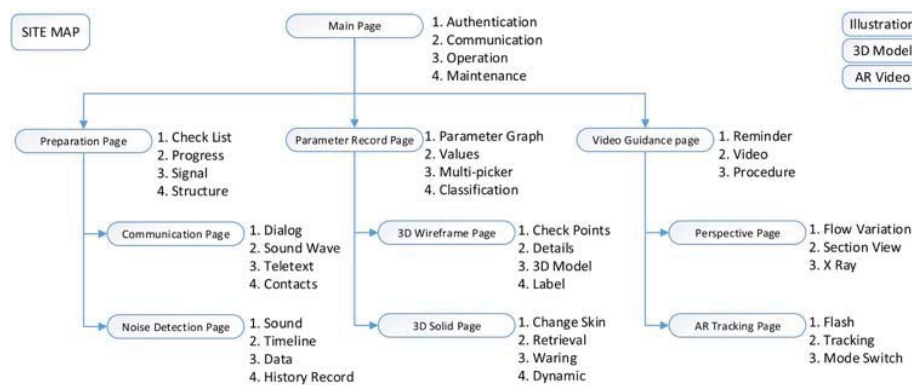 SITE MAP
Main Page
1. Authentication
2. Communication
3. Operation
4. Maintenance
Illustration
3D Model
AR Video
Preparation Page
1. Check List
2. Progress
3. Signal
4. Structure
Parameter Record Page
1. Parameter Graph
2. Values
3. Multi-picker
4. Classification
Video Guidance page
1. Reminder
2. Video
3. Procedure
Communication Page
1. Dialog
2. Sound Wave
3. Teletext
4. Contacts
3D Wireframe Page
1. Check Points
2. Details
3. 3D Model
4. Label
Perspective Page
1. Flow Variation
2. Section View
3. X Ray
Noise Detection Page
1. Sound
2. Timeline
3. Data
4. History Record
3D Solid Page
1. Change Skin
2. Retrieval
3. Waring
4. Dynamic
AR Tracking Page
1. Flash
2. Tracking
3. Mode Switch